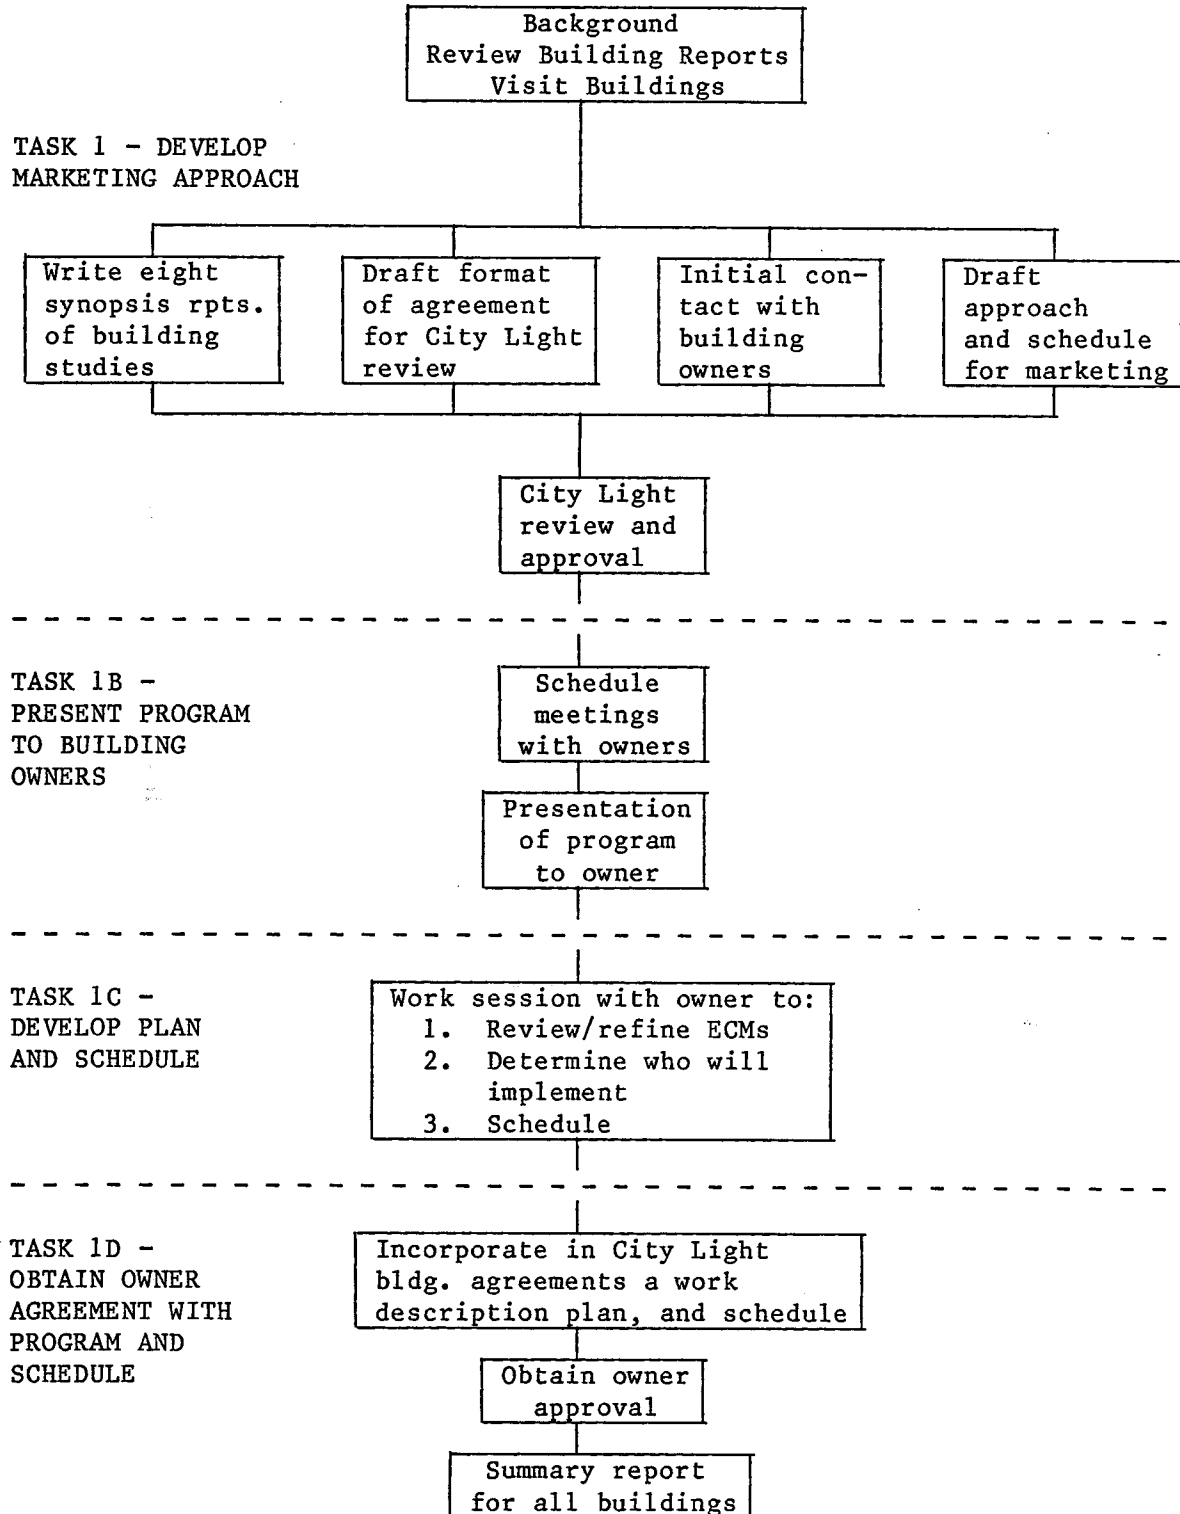 Background
Review Building Reports
Visit Buildings
TASK 1 - DEVELOP
MARKETING APPROACH
Write eight
synopsis rpts.
of building
studies
Draft format
of agreement
for City Light
review
Initial con-
tact with
building
owners
Draft
approach
and schedule
for marketing
City Light
review and
approval
TASK 1B -
PRESENT PROGRAM
TO BUILDING
OWNERS
Schedule
meetings
with owners
Presentation
of program
to owner
TASK 1C -
DEVELOP PLAN
AND SCHEDULE
Work session with owner to:
1. Review/refine ECMs
2. Determine who will
implement
3. Schedule
TASK 1D -
OBTAIN OWNER
AGREEMENT WITH
PROGRAM AND
SCHEDULE
Incorporate in City Light
bldg. agreements a work
description plan, and schedule
Obtain owner
approval
Summary report
for all buildings